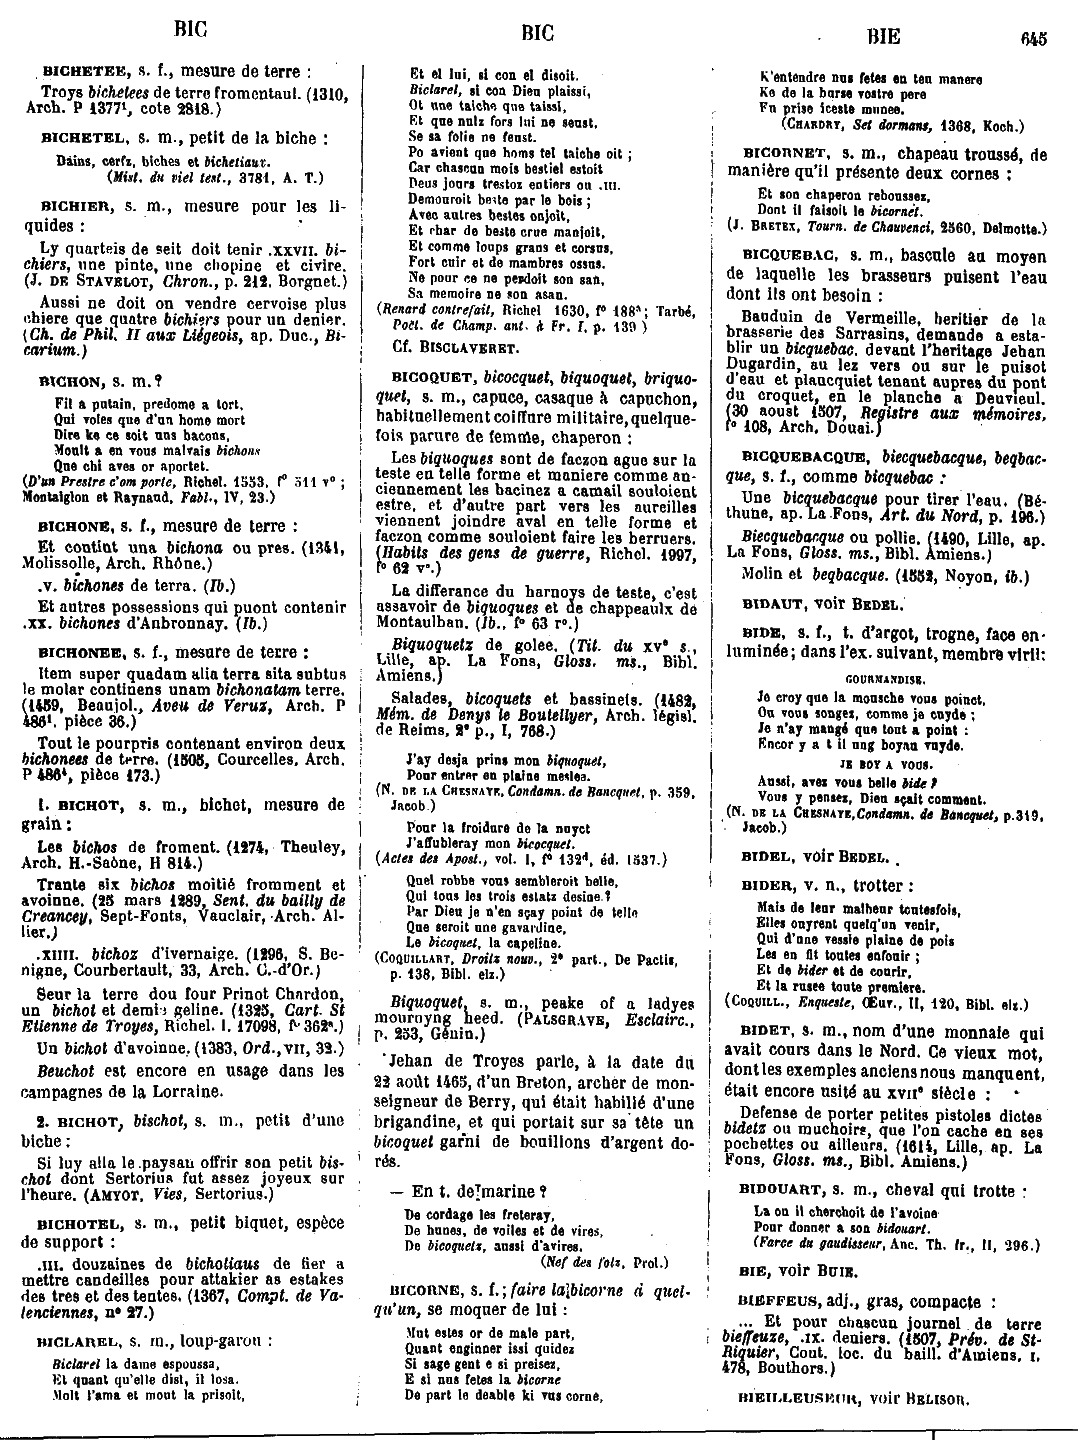 BIC
BIC
BIE
645
BICHETEE, s. f., mesure de terre :
Troys bichetees de terre fromentaul. (1310,
Arch. P 1377¹, cote 2818.)
BICHETEL, s. m., petit de la biche :
Dains, cerfz, biches et bichetiaux.
(Mist. du viel test., 3781, A. T.)
BICHIER, s. m., mesure pour les li-
quides :
Ly quarteis de seit doit tenir .XXVII. bi-
chiers, une pinte, une chopine et civire.
(J. DE STAVELOT, Chron., p. 212, Borgnet.)
Aussi ne doit on vendre cervoise plus
chiere que quatre bichiers pour un denier.
(Ch. de Phil. II aux Liégeois, ap. Duc., Bi-
carium.)
BICHON, s. m.?
Fil a putain, predome a tort,
Qui voles que d'un home mort
Dire ke ce soit uns bacons,
Moult a en vous malvais bichons
Que chi aves or aportet.
(D'un Prestre c'om porte, Richel. 1553, f° 511 v° ;
Montaiglon et Raynaud, Fabl., IV, 23.)
BICHONE, s. f., mesure de terre :
Et contint una bichona ou pres. (1341,
Molissolle, Arch. Rhône.)
.V. bichones de terra. (Ib.)
Et autres possessions qui puont contenir
.XX. bichones d'Anbronnay. (Ib.)
BICHONEE, s. f., mesure de terre :
Item super quadam alia terra sita subtus
le molar continens unam bichonatam terre.
(1459, Beaujol., Aveu de Veruz, Arch. P
486¹, pièce 36.)
Tout le pourpris contenant environ deux
bichonees de terre. (1505, Courcelles, Arch.
P 486⁴, pièce 173.)
1. BICHOT, s. m., bichet, mesure de
grain :
Les bichos de froment. (1274, Theuley,
Arch. H.-Saône, H 814.)
Trante six bichos moitié fromment et
avoinne. (25 mars 1289, Sent. du bailly de
Creancey, Sept-Fonts, Vauclair, Arch. Al-
lier.)
.XIIII. bichoz d'ivernaige. (1296, S. Be-
nigne, Courbertault, 33, Arch. C.-d'Or.)
Seur la terre dou four Prinot Chardon,
un bichot et demi geline. (1325, Cart. St
Etienne de Troyes, Richel. l. 17098, f° 362ª.)
Un bichot d'avoinne. (1383, Ord., VII, 32.)
Beuchot est encore en usage dans les
campagnes de la Lorraine.
2. BICHOT, bischot, s. m., petit d'une
biche :
Si luy alla le paysan offrir son petit bis-
chot dont Sertorius fut assez joyeux sur
l'heure. (AMYOT, Vies, Sertorius.)
BICHOTEL, s. m., petit biquet, espèce
de support :
.III. douzaines de bichotiaus de fier a
mettre candeilles pour attakier as estakes
des tres et des tentes. (1367, Compt. de Va-
lenciennes, n° 27.)
BICLAREL, s. m., loup-garou :
Biclarel la dame espoussa,
Et quant qu'elle dist, il losa.
Molt l'ama et mout la prisoit,
Et el lui, si con el disoit.
Biclarel, si con Dieu plaissi,
Ot une taiche que taissi,
Et que nulz fors lui ne seust,
Se sa folie ne feust.
Po avient que homs tel taiche oit ;
Car chascun mois bestiel estoit
Deus jours trestoz entiers ou .III.
Demouroit beste par le bois ;
Avec autres bestes onjoit,
Et char de beste crue manjoit,
Et comme loups grans et corsus,
Fort cuir et de mambres ossus.
Ne pour ce ne perdoit son san,
Sa memoire ne son asan.
(Renard contrefait, Richel 1630, f° 188ª ; Tarbé,
Poët. de Champ. ant. à Fr. I, p. 139)
Cf. BISCLAVERET.
BICOQUET, bicocquet, biquoquet, briquo-
quet, s. m., capuce, casaque à capuchon,
habituellement coiffure militaire, quelque-
fois parure de femme, chaperon :
Les biquoques sont de faczon ague sur la
teste en telle forme et maniere comme an-
ciennement les bacinez a camail souloient
estre, et d'autre part vers les aureilles
viennent joindre aval en telle forme et
faczon comme souloient faire les berruers.
(Habits des gens de guerre, Richel. 1997,
f° 62 v°.)
La differance du harnoys de teste, c'est
assavoir de biquoques et de chappeaulx de
Montaulban. (Ib., f° 63 r°.)
Biquoquetz de golee. (Tit. du XVᵉ s.,
Lille, ap. La Fons, Gloss. ms., Bibl.
Amiens.)
Salades, bicoquets et bassinets. (1482,
Mém. de Denys le Boutellyer, Arch. législ.
de Reims, 2ᵉ p., I, 768.)
J'ay desja prins mon biquoquet,
Pour entrer en plaine meslea.
(N. DE LA CHESNAYE, Condamn. de Bancquet, p. 359,
Jacob.)
Pour la froidure de la nuyct
J'affubleray mon bicocquet.
(Actes des Apost., vol. I, f° 132ᵈ, éd. 1537.)
Quel robbe vous sembleroit belle,
Qui tous les trois estatz desine?
Par Dieu je n'en sçay point de telle
Que seroit une gavardine,
Le bicoquet, la capeline.
(COQUILLART, Droitz nouv., 2ᵉ part., De Pactis,
p. 138, Bibl. elz.)
Biquoquet, s. m., peake of a ladyes
mourning heed. (PALSGRAVE, Esclairc.,
p. 253, Génin.)
Jehan de Troyes parle, à la date du
22 août 1465, d'un Breton, archer de mon-
seigneur de Berry, qui était habillé d'une
brigandine, et qui portait sur sa tête un
bicoquet garni de bouillons d'argent do-
rés.
— En t. de marine ?
De cordage les freteray,
De hunes, de voiles et de vires,
De bicoquetz, aussi d'avires.
(Nef des folz, Prol.)
BICORNE, s. f. ; faire la bicorne à quel-
qu'un, se moquer de lui :
Mut estes or de male part,
Quant enginner issi quidez
Si sage gent e si preisez,
E si nus fetes la bicorne
De part le deable ki vus corne,
K'entendre nus fetes en teu manere
Ke de la burse vostre pere
Fu prise iceste munee.
(CHARDRY, Set dormans, 1368, Koch.)
BICORNET, s. m., chapeau troussé, de
manière qu'il présente deux cornes :
Et son chaperon reboussez,
Dont il faisoit le bicornét.
(J. BRETEX, Tourn. de Chauvenci, 2560, Delmotte.)
BICQUEBAC, s. m., bascule au moyen
de laquelle les brasseurs puisent l'eau
dont ils ont besoin :
Bauduin de Vermeille, heritier de la
brasserie des Sarrasins, demande a esta-
blir un bicquebac, devant l'heritage Jehan
Dugardin, au lez vers ou sur le puisot
d'eau et plancquiet tenant aupres du pont
du croquet, en le planche a Deuvieul.
(30 aoust 1507, Registre aux mémoires,
f° 108, Arch. Douai.)
BICQUEBACQUE, biecquebacque, beqbac-
que, s. f., comme bicquebac :
Une bicquebacque pour tirer l'eau. (Bé-
thune, ap. La Fons, Art. du Nord, p. 196.)
Biecquebacque ou pollie. (1490, Lille, ap.
La Fons, Gloss. ms., Bibl. Amiens.)
Molin et beqbacque. (1552, Noyon, ib.)
BIDAUT, voir BEDEL.
BIDE, s. f., t. d'argot, trogne, face en-
luminée ; dans l'ex. suivant, membre viril :
GOURMANDISE.
Je croy que la mousche vous poinct,
Ou vous songez, comme je cuyde ;
Je n'ay mangé que tout a point :
Encor y a t il ung boyau vuyde.
JE BOY A VOUS.
Aussi, avez vous belle bide ?
Vous y pensez, Dieu sçait comment.
(N. DE LA CHESNAYE, Condamn. de Bancquet, p. 319,
Jacob.)
BIDEL, voir BEDEL.
BIDER, v. n., trotter :
Mais de leur malheur toutesfois,
Elles ouyrent quelq'un venir,
Qui d'une vessie plaine de pois
Les en fit toutes enfouir ;
Et de bider et de courir,
Et la rusee toute premiere.
(COQUILL., Enqueste, Œuv., II, 120, Bibl. elz.)
BIDET, s. m., nom d'une monnaie qui
avait cours dans le Nord. Ce vieux mot,
dont les exemples anciens nous manquent,
était encore usité au XVIIᵉ siècle :
Defense de porter petites pistoles dictes
bidetz ou muchoirs, que l'on cache en ses
pochettes ou ailleurs. (1614, Lille, ap. La
Fons, Gloss. ms., Bibl. Amiens.)
BIDOUART, s. m., cheval qui trotte :
La ou il cherchoit de l'avoine
Pour donner a son bidouart.
(Farce du gaudisseur, Anc. Th. fr., II, 296.)
BIE, voir BUIE.
BIEFFEUS, adj., gras, compacte :
... Et pour chascun journel de terre
bieffeuze, .IX. deniers. (1507, Prév. de St-
Riquier, Cout. loc. du baill. d'Amiens, I,
478, Bouthors.)
BIEILLEUSEUR, voir BELISOR.